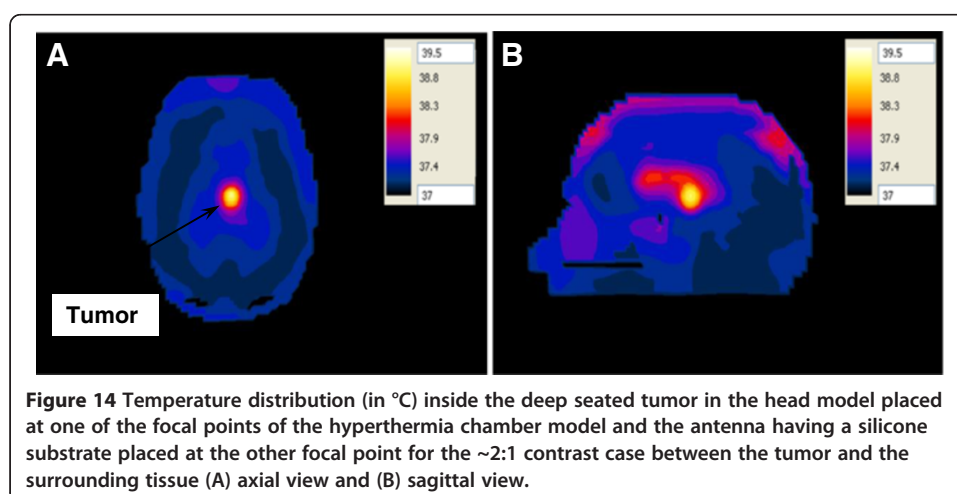 A
39.5
38.8
38.3
37.9
37.4
37
Tumor
B
39.5
38.8
38.3
37.9
37.4
37
Figure 14 Temperature distribution (in °C) inside the deep seated tumor in the head model placed
at one of the focal points of the hyperthermia chamber model and the antenna having a silicone
substrate placed at the other focal point for the ~2:1 contrast case between the tumor and the
surrounding tissue (A) axial view and (B) sagittal view.